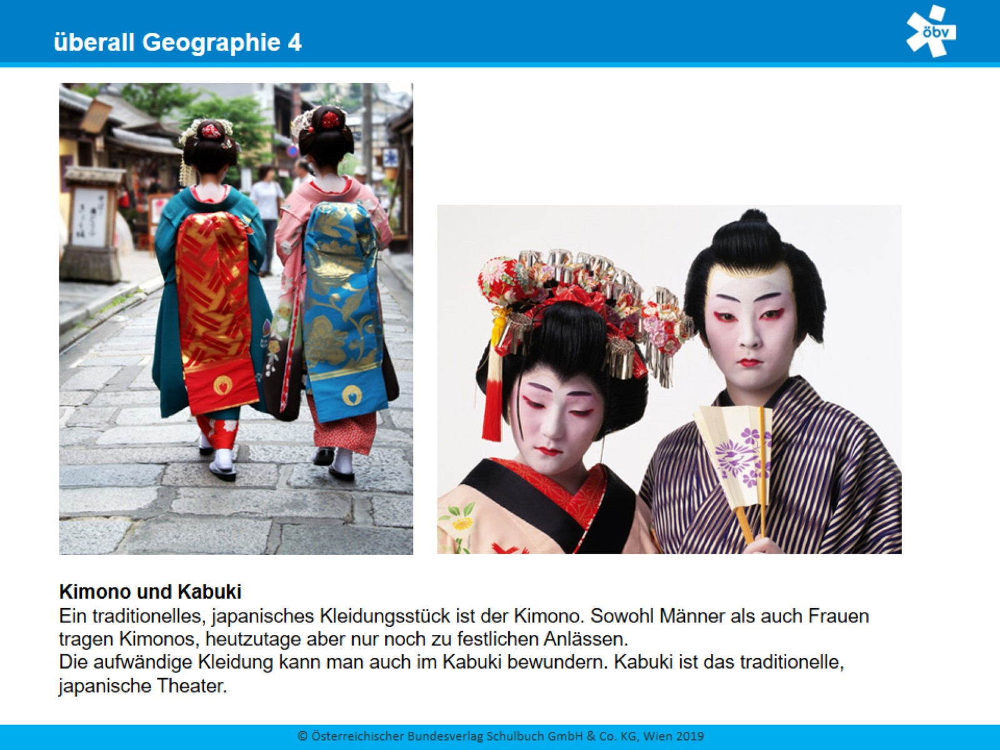 überall Geographie 4
öbv
Kimono und Kabuki
Ein traditionelles, japanisches Kleidungsstück ist der Kimono. Sowohl Männer als auch Frauen
tragen Kimonos, heutzutage aber nur noch zu festlichen Anlässen.
Die aufwändige Kleidung kann man auch im Kabuki bewundern. Kabuki ist das traditionelle,
japanische Theater.
© Österreichischer Bundesverlag Schulbuch GmbH & Co. KG, Wien 2019